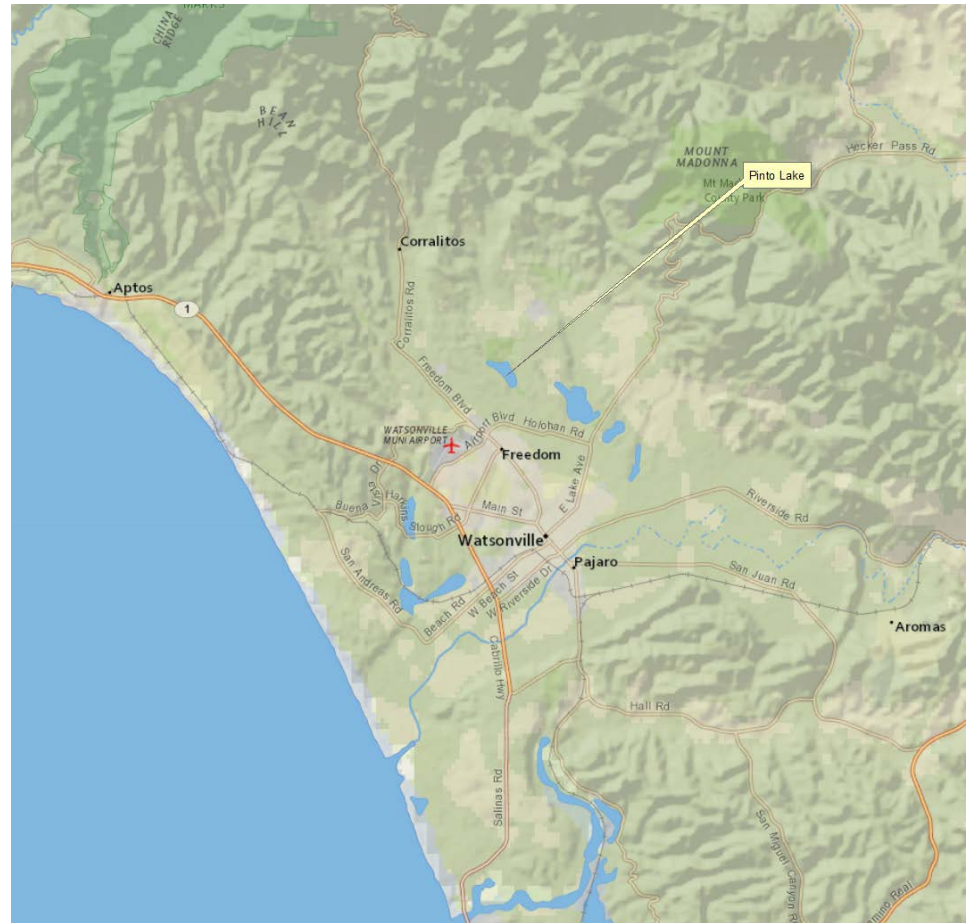 MARKS
CHINA
RIDGE
BEAN
HILL
MOUNT
MADONNA
Hecker Pass Rd
Pinto Lake
Mt Ma
County Park
Corralitos
Aptos
1
Corralitos Rd
Freedom Blvd
WATSONVILLE
MUNI AIRPORT
Airport Blvd
Holohan Rd
Freedom
E Lake Ave
Buena
Vista Dr
Harkins
Slough Rd
Main St
Riverside Rd
Watsonville
Pajaro
San Juan Rd
San Andreas Rd
Beach Rd
W Beach St
W Riverside Dr
Aromas
Cabrillo Hwy
Hall Rd
Salinas Rd
San Miguel Canyon
Rd
amino Real